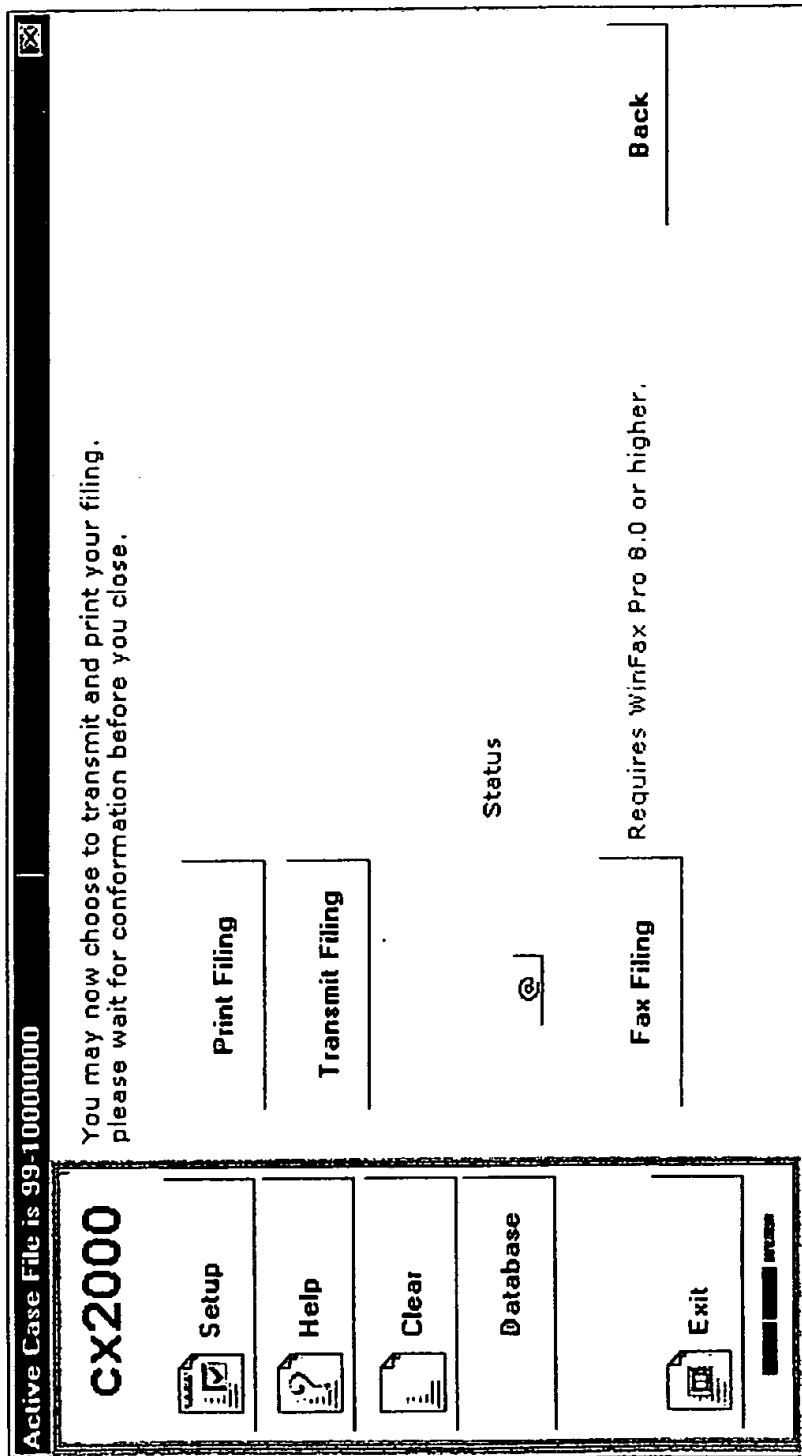 Active Case File is 99-10000000
cx2000
Setup
Help
Clear
Database
Exit
You may now choose to transmit and print your filing.
please wait for conformation before you close.
Print Filing
Transmit Filing
@
Status
Fax Filing
Requires WinFax Pro 8.0 or higher.
Back